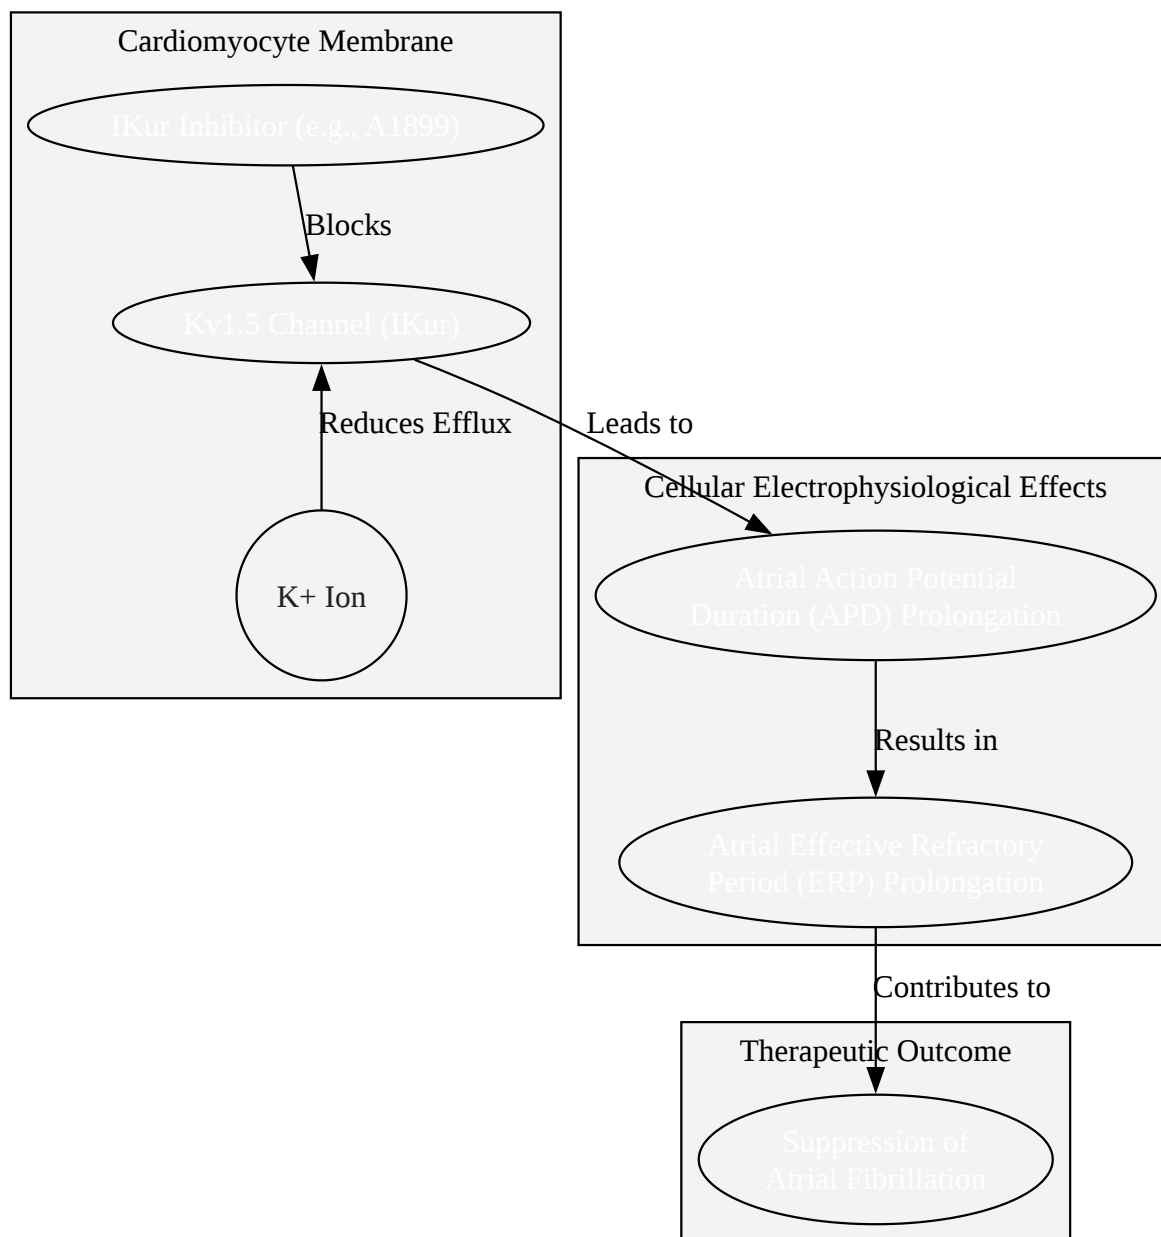 Cardiomyocyte Membrane
IKur Inhibitor (e.g., A1899)
Blocks
Kv1.5 Channel (IKur)
Reduces Efflux
Leads to
K+ Ion
Cellular Electrophysiological Effects
Atrial Action Potential
Duration (APD) Prolongation
Results in
Atrial Effective Refractory
Period (ERP) Prolongation
Contributes to
Therapeutic Outcome
Suppression of
Atrial Fibrillation